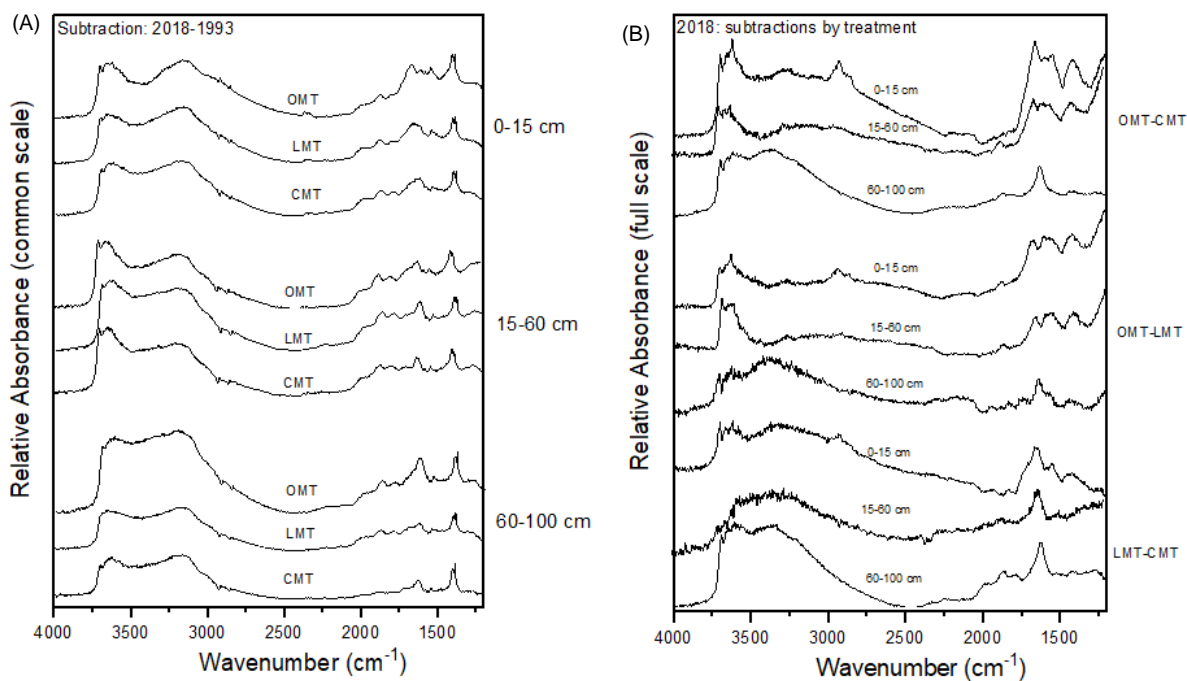 (A)
Subtraction: 2018-1993
Relative Absorbance (common scale)
OMT
LMT
CMT
0-15 cm
OMT
LMT
CMT
15-60 cm
OMT
LMT
CMT
60-100 cm
4000 3500 3000 2500 2000 1500
Wavenumber (cm⁻¹)
(B)
2018: subtractions by treatment
Relative Absorbance (full scale)
0-15 cm
15-60 cm
60-100 cm
OMT-CMT
0-15 cm
15-60 cm
60-100 cm
OMT-LMT
0-15 cm
15-60 cm
60-100 cm
LMT-CMT
4000 3500 3000 2500 2000 1500
Wavenumber (cm⁻¹)